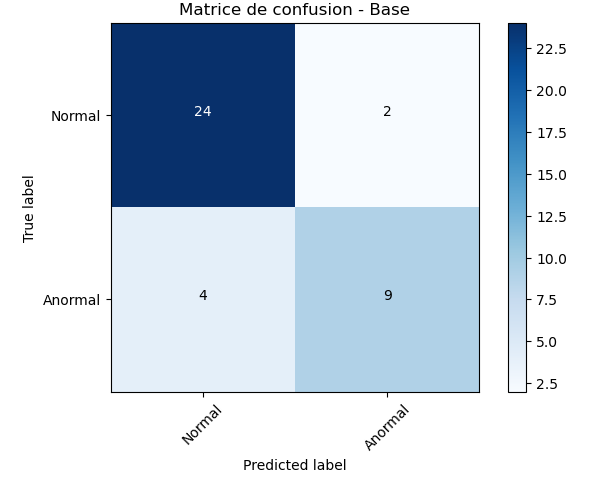 Matrice de confusion - Base
True label
Normal
24
2
Anormal
4
9
Normal
Anormal
Predicted label
22.5
20.0
17.5
15.0
12.5
10.0
7.5
5.0
2.5